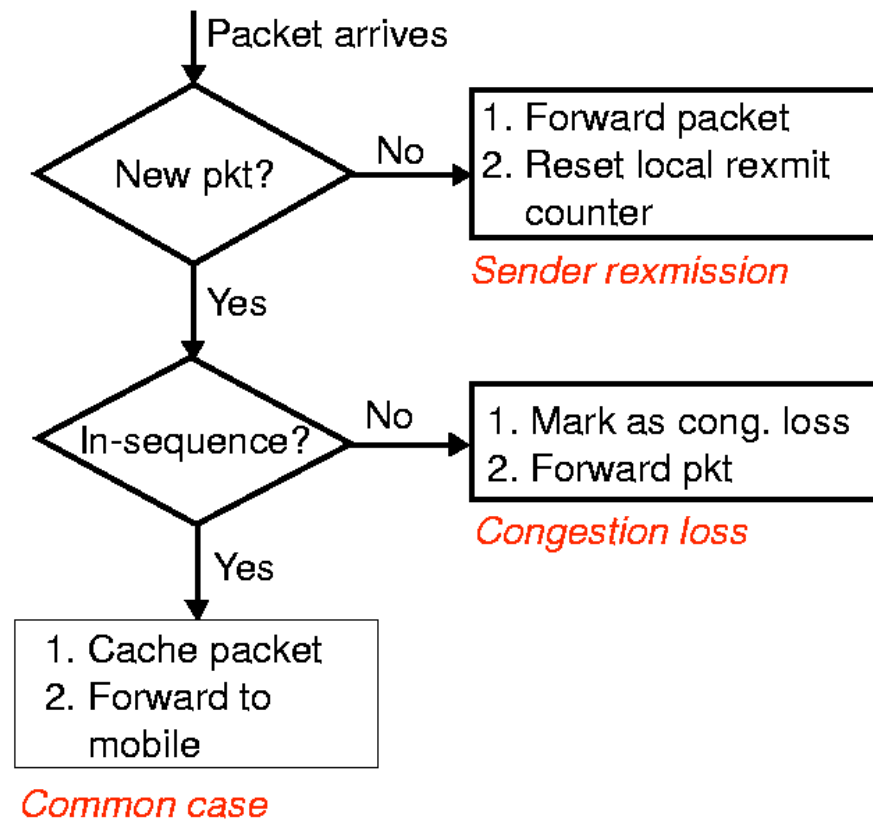 Packet arrives
New pkt?
No
1. Forward packet
2. Reset local rexmit
counter
Sender rexmission
Yes
In-sequence?
No
1. Mark as cong. loss
2. Forward pkt
Congestion loss
Yes
1. Cache packet
2. Forward to
mobile
Common case